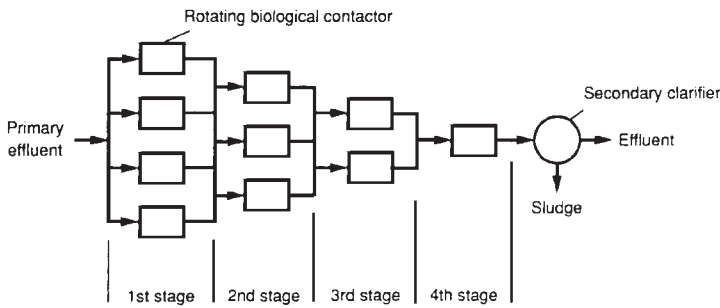 Rotating biological contactor
Secondary clarifier
Primary
effluent
Effluent
Sludge
1st stage
2nd stage
3rd stage
4th stage